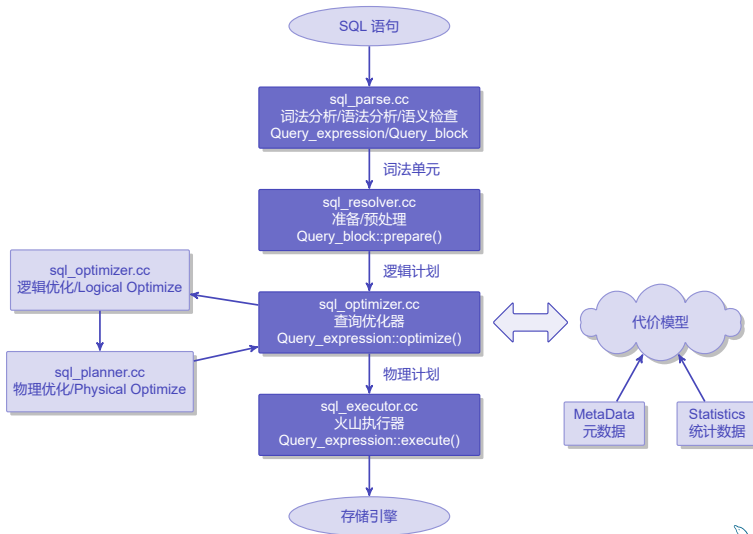 SQL 语句
sql_parse.cc
词法分析/语法分析/语义检查
Query_expression/Query_block
词法单元
sql_resolver.cc
准备/预处理
Query_block::prepare()
逻辑计划
sql_optimizer.cc
逻辑优化/Logical Optimize
sql_optimizer.cc
查询优化器
Query_expression::optimize()
代价模型
sql_planner.cc
物理优化/Physical Optimize
物理计划
sql_executor.cc
火山执行器
Query_expression::execute()
MetaData
元数据
Statistics
统计数据
存储引擎